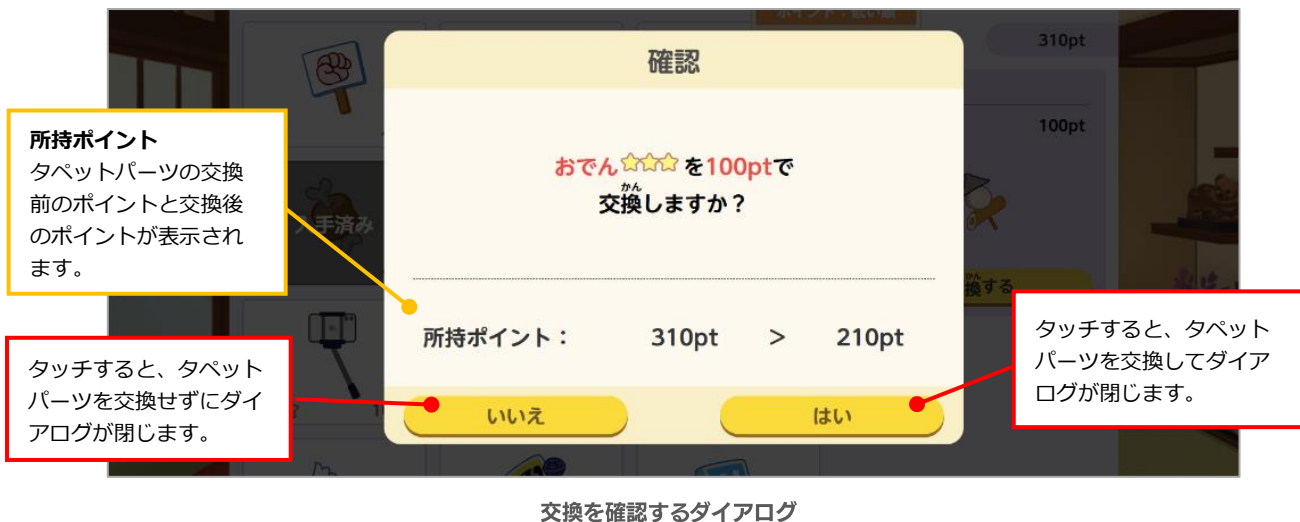 310pt
確認
所持ポイント
タペットパーツの交換
前のポイントと交換後
のポイントが表示され
ます。
100pt
おでん☆☆☆を100ptで
かん
交換しますか？
手済み
かん
換する
所持ポイント： 310pt > 210pt
タッチすると、タペット
パーツを交換せずにダイ
アログが閉じます。
タッチすると、タペット
パーツを交換してダイア
ログが閉じます。
いいえ
はい
交換を確認するダイアログ